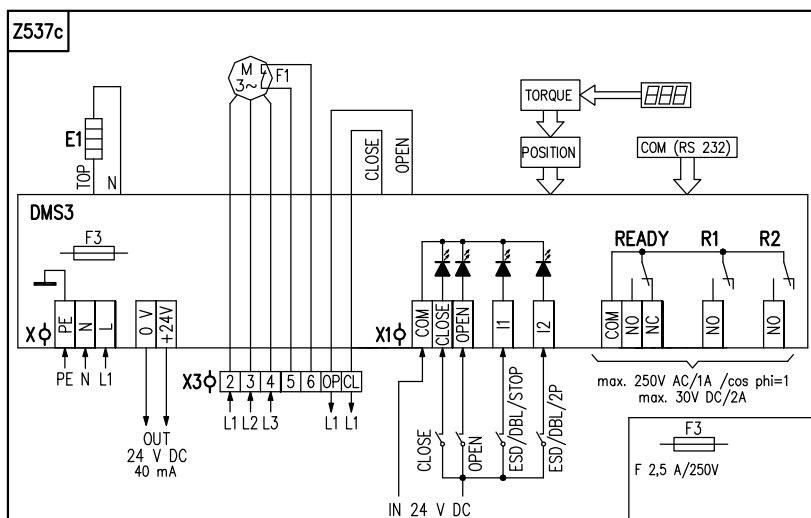 Z537c
M
3~
F1
E1
TOP
N
CLOSE
OPEN
TORQUE
POSITION
COM (RS 232)
DMS3
F3
READY
R1
R2
X
PE
N
L
0 V
+24V
X1
COM
CLOSE
OPEN
I1
I2
COM
NO
NC
NO
NO
PE N L1
X3
2 3 4 5 6 OP CL
L1 L2 L3 L1 L1
OUT
24 V DC
40 mA
CLOSE
OPEN
ESD/DBL/STOP
ESD/DBL/2P
IN 24 V DC
max. 250V AC/1A /cos phi=1
max. 30V DC/2A
F3
F 2,5 A/250V